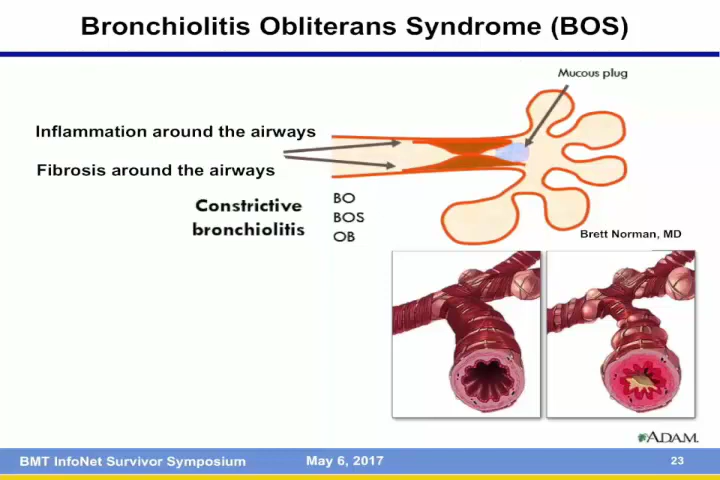 Bronchiolitis Obliterans Syndrome (BOS)
Mucous plug
Inflammation around the airways
Fibrosis around the airways
Constrictive
bronchiolitis
BO
BOS
OB
Brett Norman, MD
ADAM.
BMT InfoNet Survivor Symposium
May 6, 2017
23